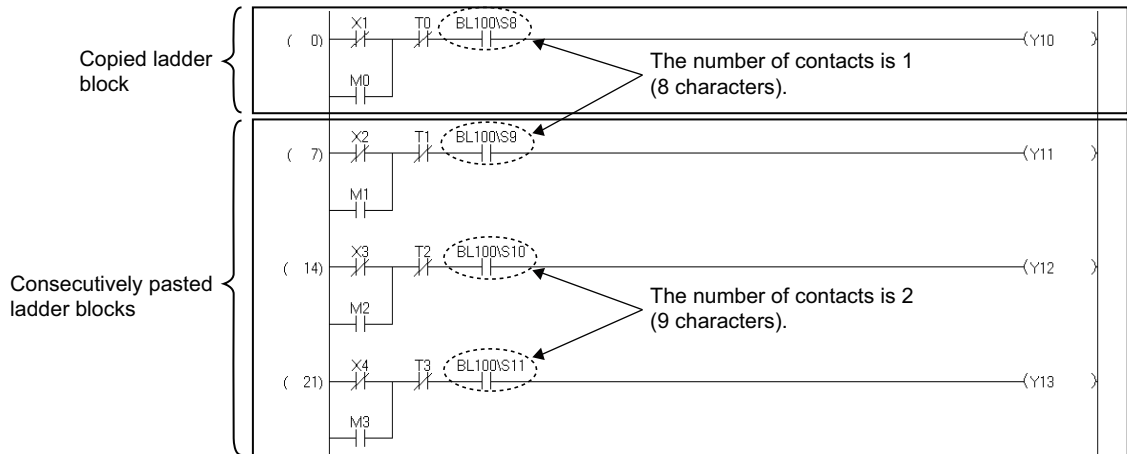 X1 T0 BL100\S8
( 0) (Y10 )
Copied ladder
block
The number of contacts is 1
(8 characters).
M0
X2 T1 BL100\S9
( 7) (Y11 )
M1
X3 T2 BL100\S10
( 14) (Y12 )
Consecutively pasted
ladder blocks
The number of contacts is 2
(9 characters).
M2
X4 T3 BL100\S11
( 21) (Y13 )
M3